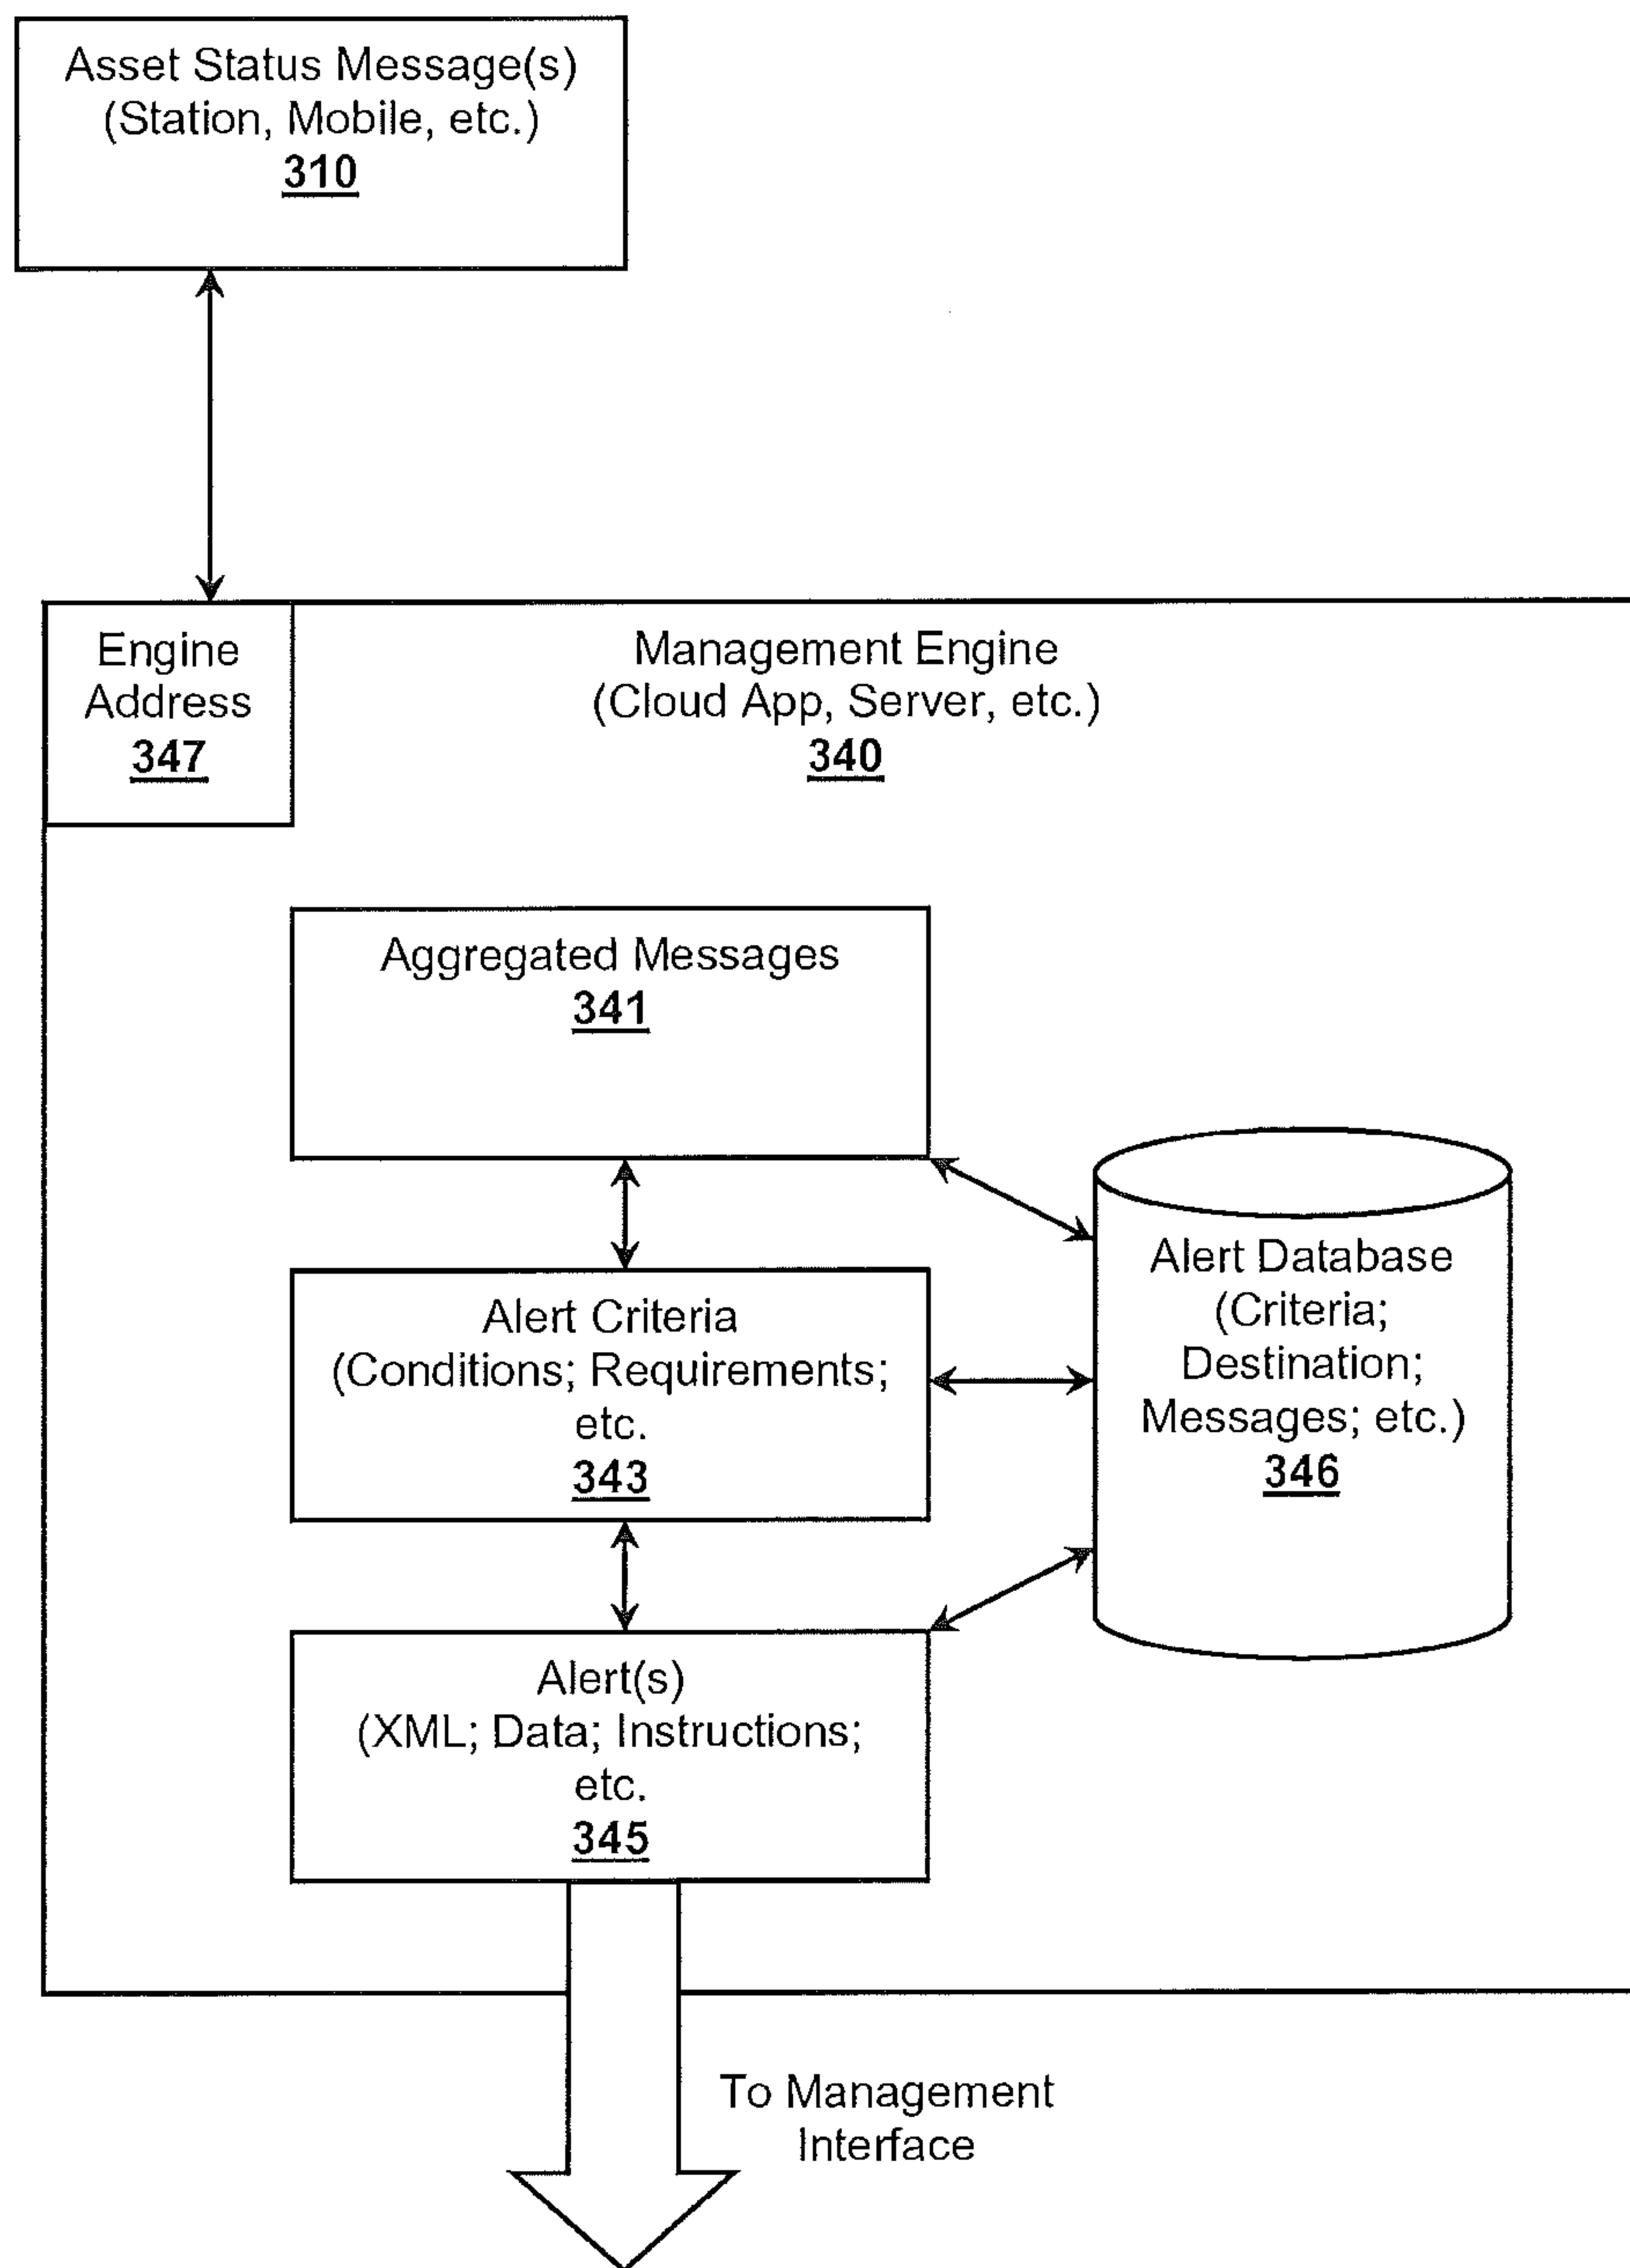 Asset Status Message(s)
(Station, Mobile, etc.)
310
Engine
Address
347
Management Engine
(Cloud App, Server, etc.)
340
Aggregated Messages
341
Alert Criteria
(Conditions; Requirements;
etc.
343
Alert Database
(Criteria;
Destination;
Messages; etc.)
346
Alert(s)
(XML; Data; Instructions;
etc.
345
To Management
Interface